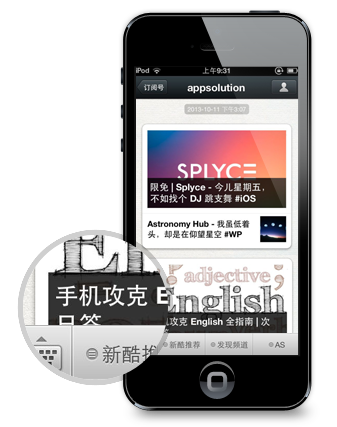 iPod 上午9:31
订阅号 appsolution
2013-10-11 下午5:07
SPLYCE
限免 | Splyce - 今儿星期五,
不如找个 DJ 跳支舞 #iOS
Astronomy Hub - 我虽低着
头，却是在仰望星空 #WP
adjective
English
手机攻克 E
攻克 English 全指南 | 次
新酷推
新酷推荐 发现频道 AS